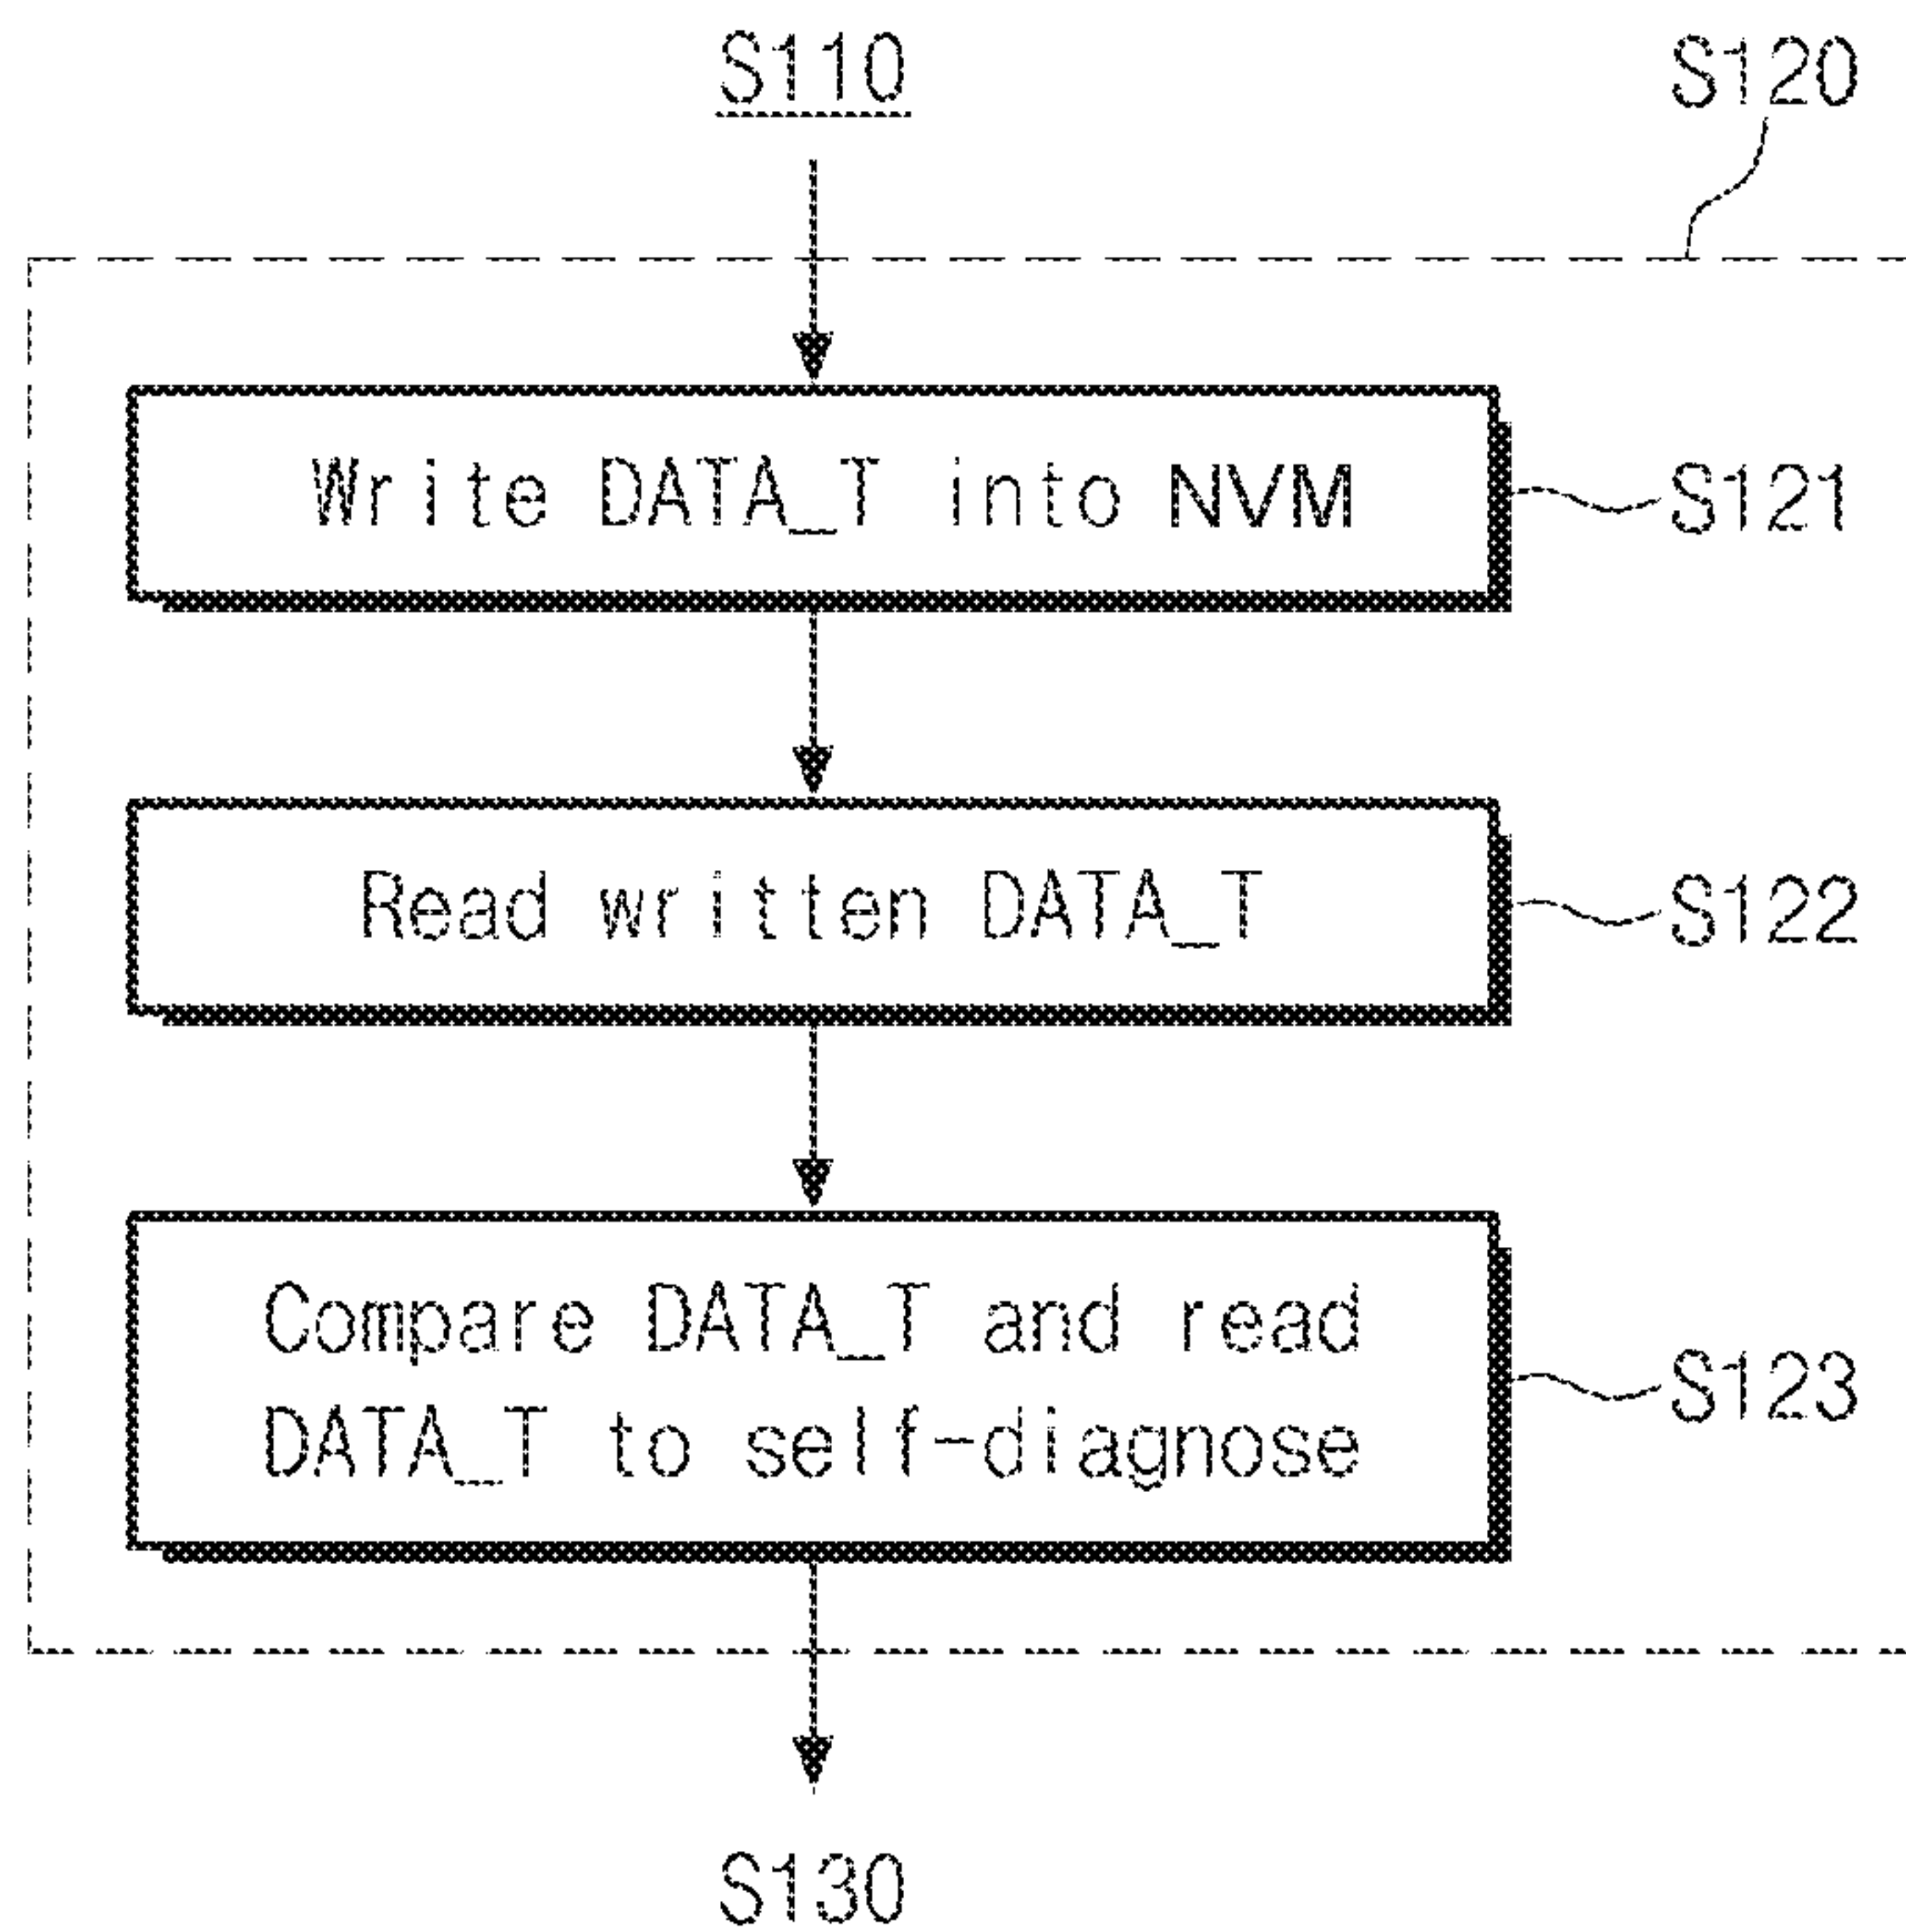 S110
S120
Write DATA_T into NVM
S121
Read written DATA_T
S122
Compare DATA_T and read
DATA_T to self-diagnose
S123
S130